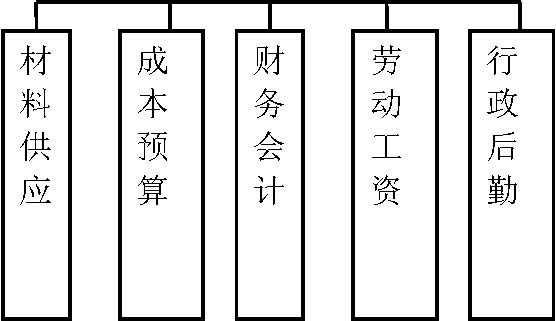 材料供应
成本预算
财务会计
劳动工资
行政后勤